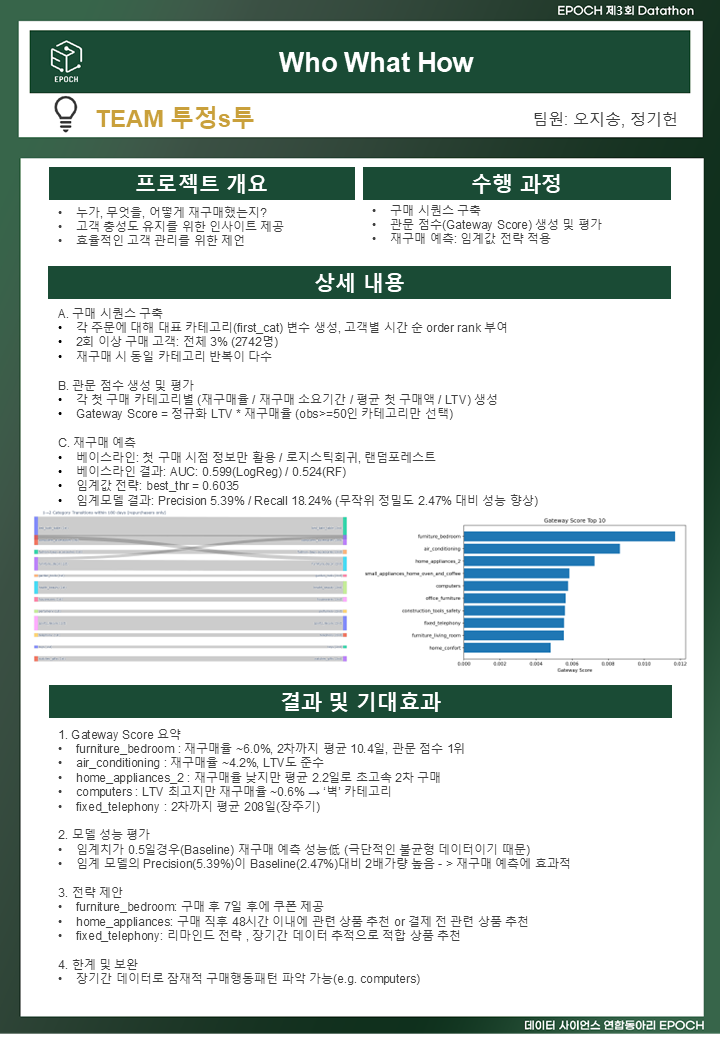 EPOCH 제3회 Datathon
EPOCH
Who What How
TEAM 투정s투
팀원: 오지송, 정기헌
프로젝트 개요
• 누가, 무엇을, 어떻게 재구매했는지?
• 고객 충성도 유지를 위한 인사이트 제공
• 효율적인 고객 관리를 위한 제언
수행 과정
• 구매 시퀀스 구축
• 관문 점수(Gateway Score) 생성 및 평가
• 재구매 예측: 임계값 전략 적용
상세 내용
A. 구매 시퀀스 구축
• 각 주문에 대해 대표 카테고리(first_cat) 변수 생성, 고객별 시간 순 order rank 부여
• 2회 이상 구매 고객: 전체 3% (2742명)
• 재구매 시 동일 카테고리 반복이 다수
B. 관문 점수 생성 및 평가
• 각 첫 구매 카테고리별 (재구매율 / 재구매 소요기간 / 평균 첫 구매액 / LTV) 생성
• Gateway Score = 정규화 LTV * 재구매율 (obs>=50인 카테고리만 선택)
C. 재구매 예측
• 베이스라인: 첫 구매 시점 정보만 활용 / 로지스틱회귀, 랜덤포레스트
• 베이스라인 결과: AUC: 0.599(LogReg) / 0.524(RF)
• 임계값 전략: best_thr = 0.6035
• 임계모델 결과: Precision 5.39% / Recall 18.24% (무작위 정밀도 2.47% 대비 성능 향상)
Category Transitions within 180 days (repurchasers only)
Gateway Score Top 10
furniture_bedroom
air_conditioning
home_appliances_2
small_appliances_home_oven_and_coffee
computers
office_furniture
construction_tools_safety
fixed_telephony
furniture_living_room
home_confort
0.000 0.002 0.004 0.006 0.008 0.010 0.012
Gateway Score
결과 및 기대효과
1. Gateway Score 요약
• furniture_bedroom : 재구매율 ~6.0%, 2차까지 평균 10.4일, 관문 점수 1위
• air_conditioning : 재구매율 ~4.2%, LTV도 준수
• home_appliances_2 : 재구매율 낮지만 평균 2.2일로 초고속 2차 구매
• computers : LTV 최고지만 재구매율 ~0.6% → ‘벽’ 카테고리
• fixed_telephony : 2차까지 평균 208일(장주기)
2. 모델 성능 평가
• 임계치가 0.5일경우(Baseline) 재구매 예측 성능低 (극단적인 불균형 데이터이기 때문)
• 임계 모델의 Precision(5.39%)이 Baseline(2.47%)대비 2배가량 높음 - > 재구매 예측에 효과적
3. 전략 제안
• furniture_bedroom: 구매 후 7일 후에 쿠폰 제공
• home_appliances: 구매 직후 48시간 이내에 관련 상품 추천 or 결제 전 관련 상품 추천
• fixed_telephony: 리마인드 전략 , 장기간 데이터 추적으로 적합 상품 추천
4. 한계 및 보완
• 장기간 데이터로 잠재적 구매행동패턴 파악 가능(e.g. computers)
데이터 사이언스 연합동아리 EPOCH